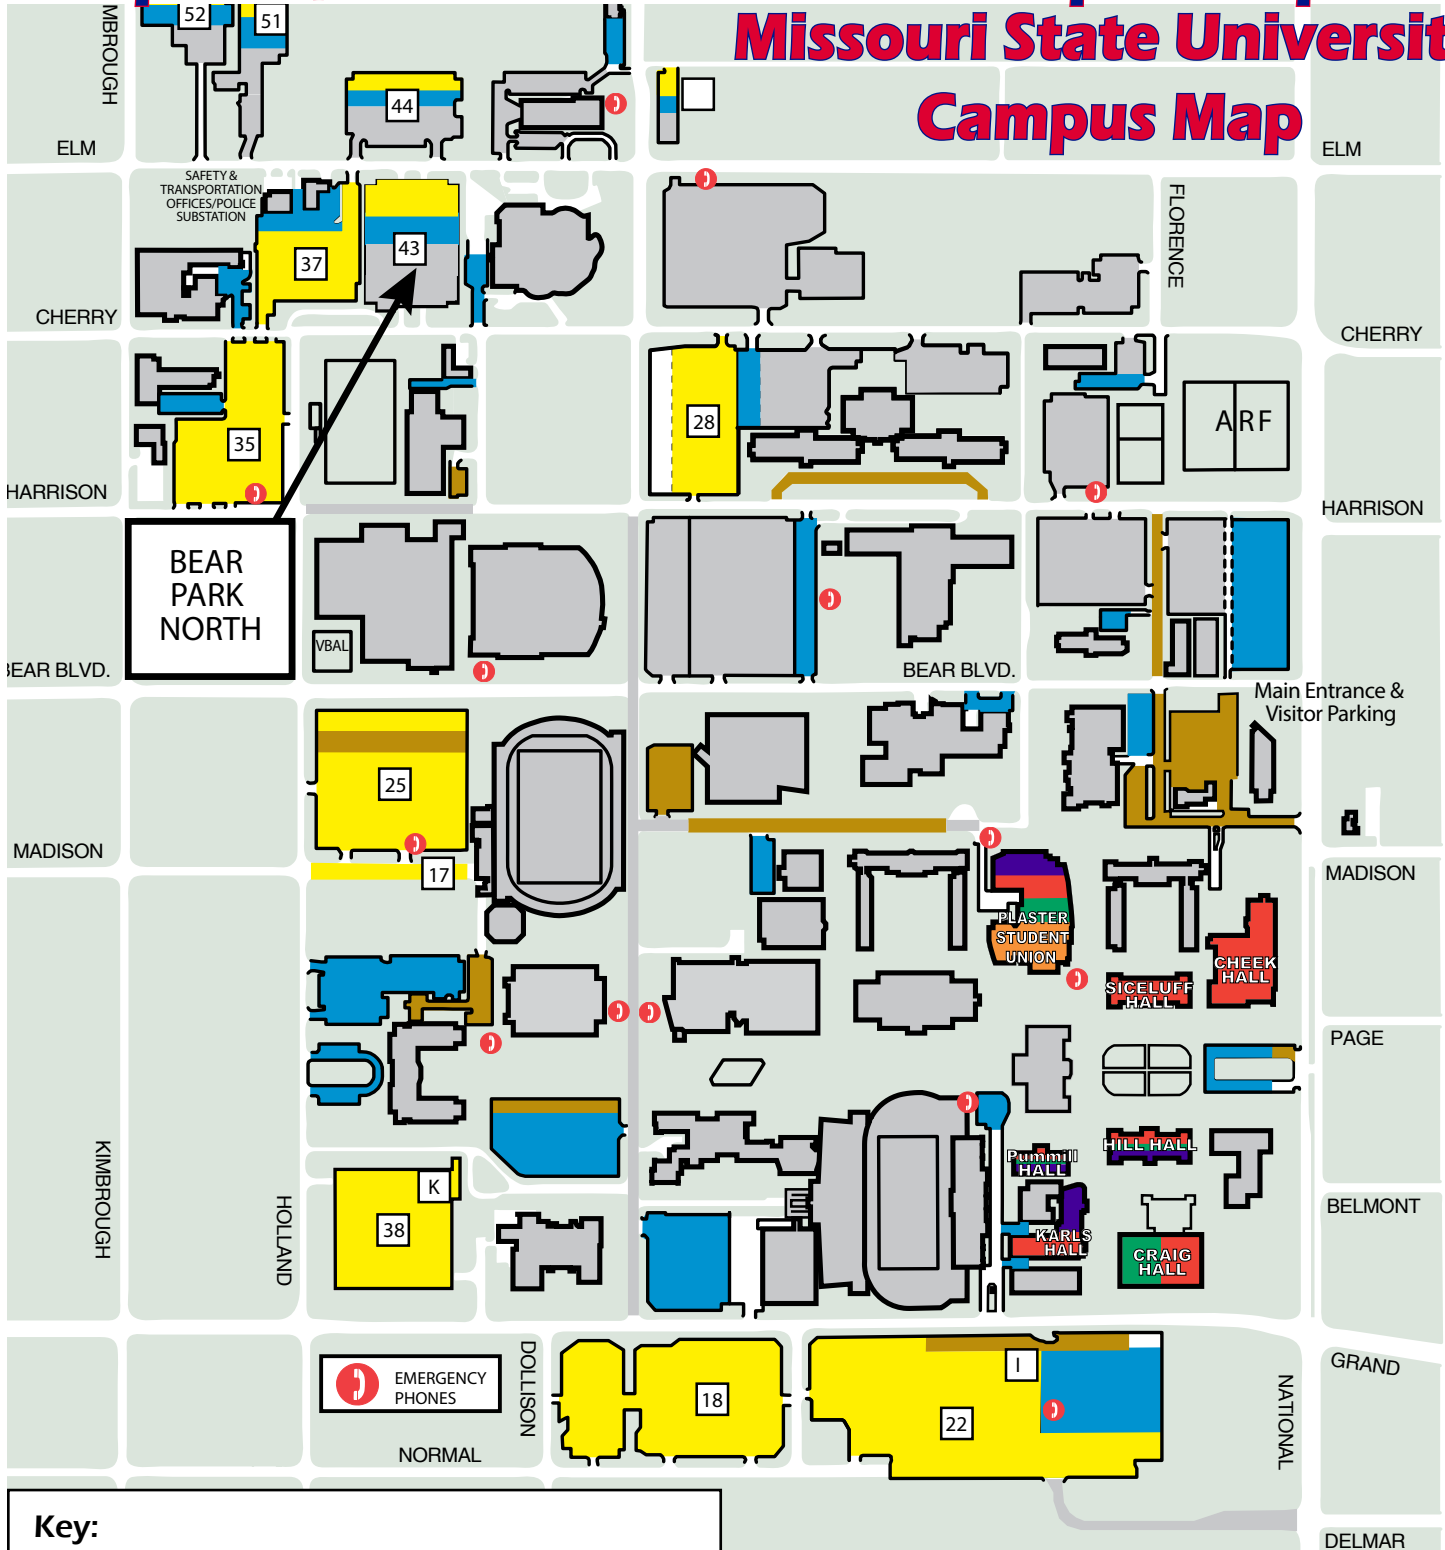 Missouri State Universit
Campus Map
52
51
MBROUGH
44
ELM
ELM
SAFETY &
TRANSPORTATION
OFFICES/POLICE
SUBSTATION
FLORENCE
37
43
CHERRY
CHERRY
28
35
ARF
HARRISON
HARRISON
BEAR
PARK
NORTH
VBAL
BEAR BLVD.
BEAR BLVD.
Main Entrance &
Visitor Parking
25
MADISON
17
MADISON
PLASTER
STUDENT
UNION
CHEEK
HALL
SICELUFF
HALL
PAGE
KIMBROUGH
HILL HALL
Pummill
HALL
K
HOLLAND
38
BELMONT
KARLS
HALL
CRAIG
HALL
EMERGENCY
PHONES
DOLLISON
18
I
22
NATIONAL
GRAND
NORMAL
Key:
DELMAR